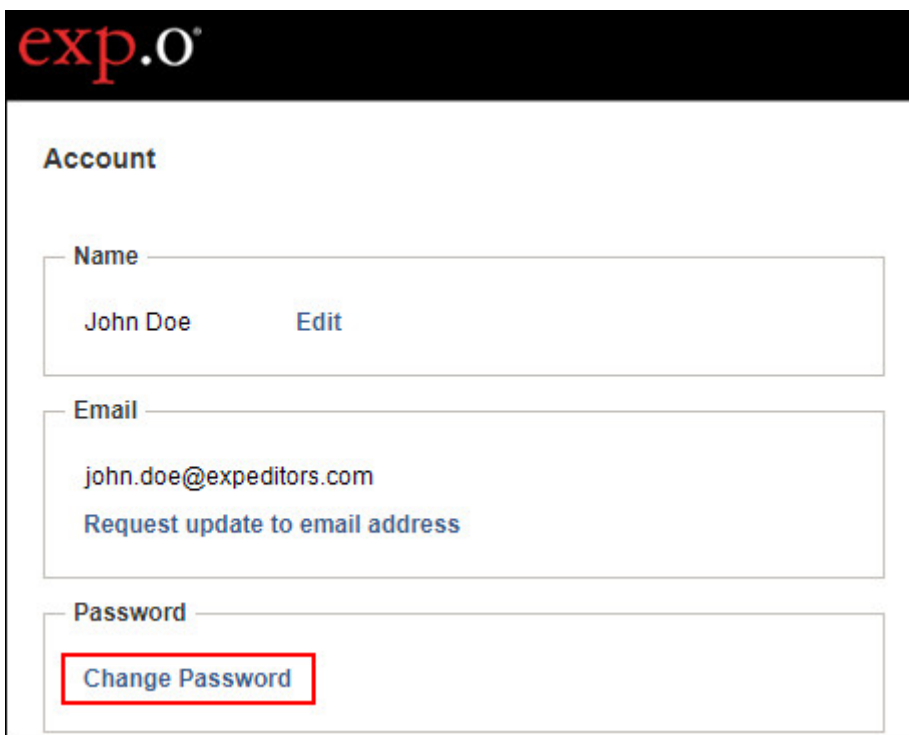 exp.o®
Account
Name
John Doe Edit
Email
john.doe@expeditors.com
Request update to email address
Password
Change Password